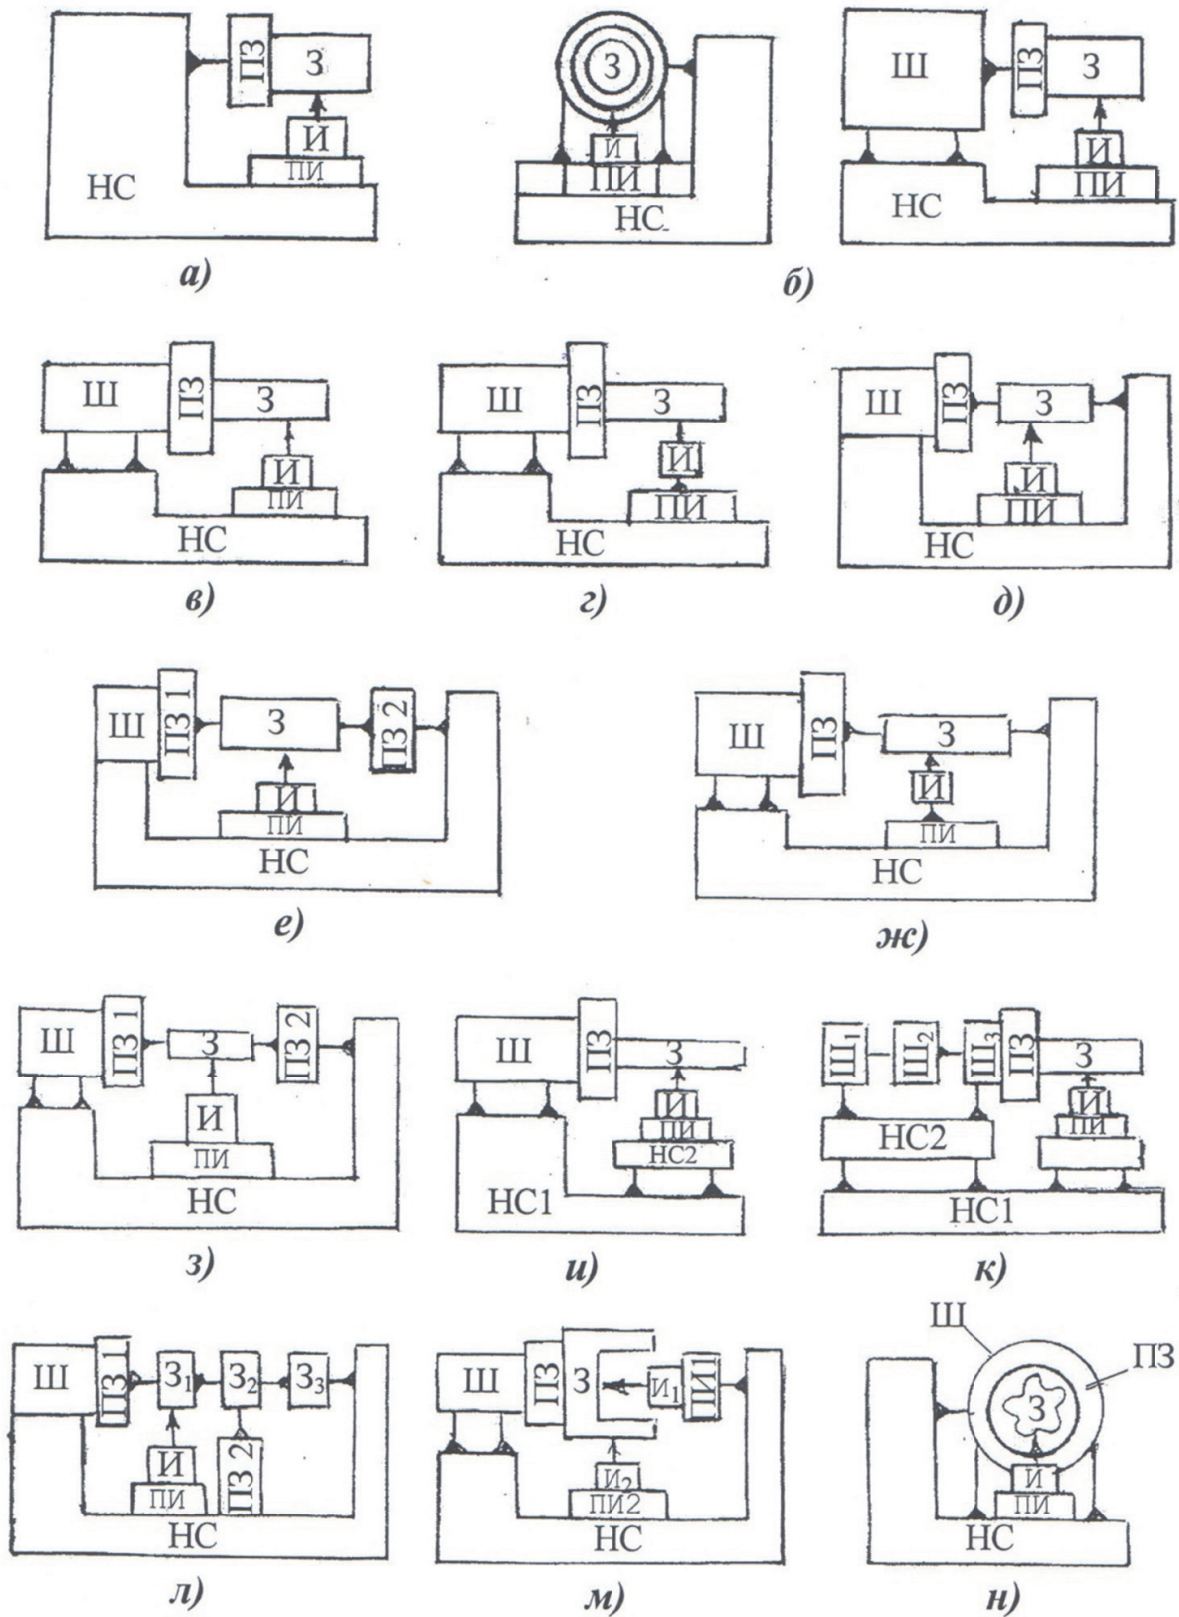 ПЗ З З Ш ПЗ З
И И И
ПИ ПИ ПИ
НС НС НС
а) б)
Ш ПЗ З Ш ПЗ З Ш ПЗ З
И И И
ПИ ПИ ПИ
НС НС НС
в) г) д)
Ш ПЗ 1 З ПЗ 2 Ш ПЗ З
И И
ПИ ПИ
НС НС
е) ж)
Ш ПЗ 1 З ПЗ 2 Ш ПЗ З Ш1 Ш2 Ш3 ПЗ З
И И И
ПИ ПИ ПИ
НС2 НС2
НС НС1 НС1
з) и) к)
Ш ПЗ
Ш ПЗ 1 З1 З2 З3 Ш ПЗ З И1 ПИ1 З
И ПЗ 2 И2 И
ПИ ПИ2 ПИ
НС НС НС
л) м) н)